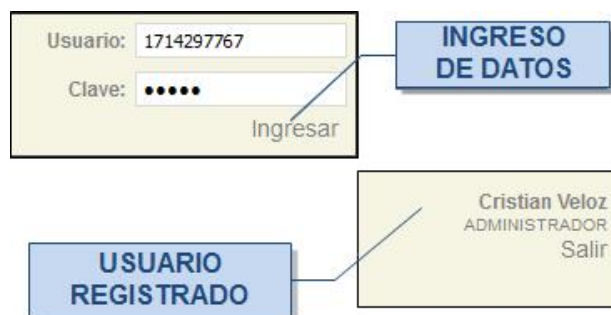 Usuario: 1714297767
Clave: •••••
Ingresar
INGRESO
DE DATOS
Cristian Veloz
ADMINISTRADOR
Salir
USUARIO
REGISTRADO